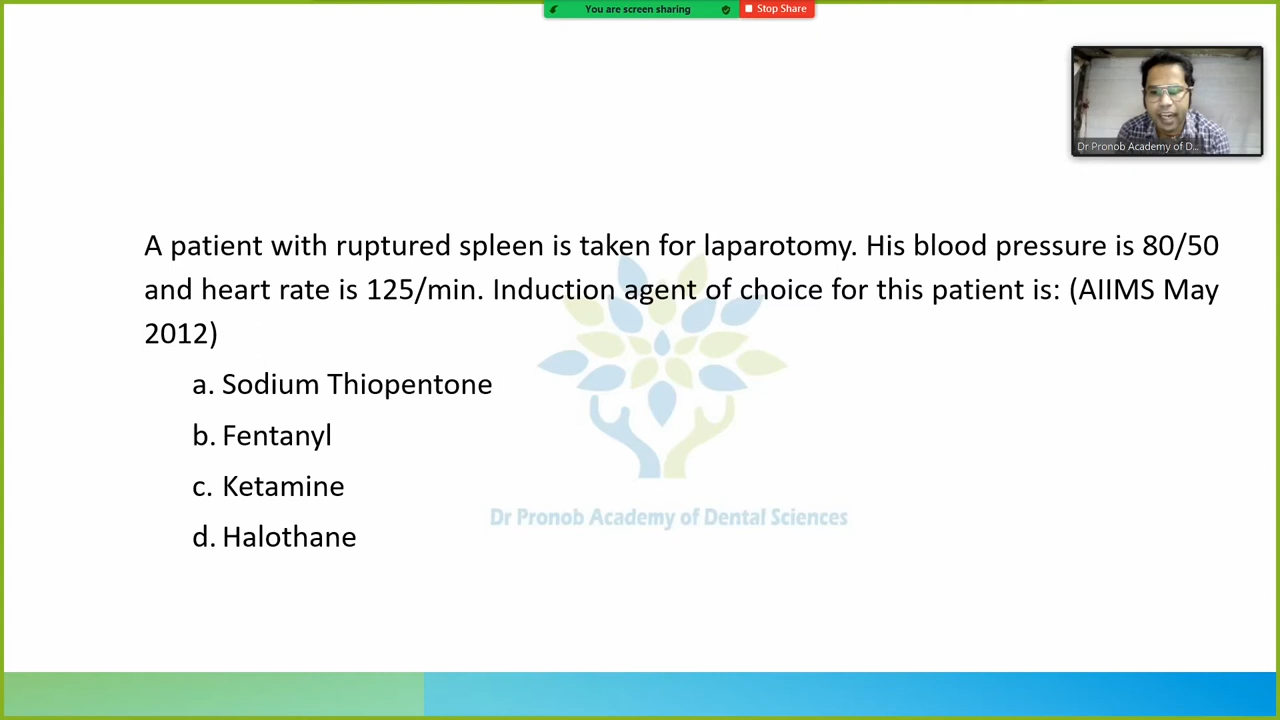 You are screen sharing
Stop Share
Dr Pronob Academy of D...
A patient with ruptured spleen is taken for laparotomy. His blood pressure is 80/50
and heart rate is 125/min. Induction agent of choice for this patient is: (AIIMS May
2012)
a. Sodium Thiopentone
b. Fentanyl
c. Ketamine
d. Halothane
Dr Pronob Academy of Dental Sciences